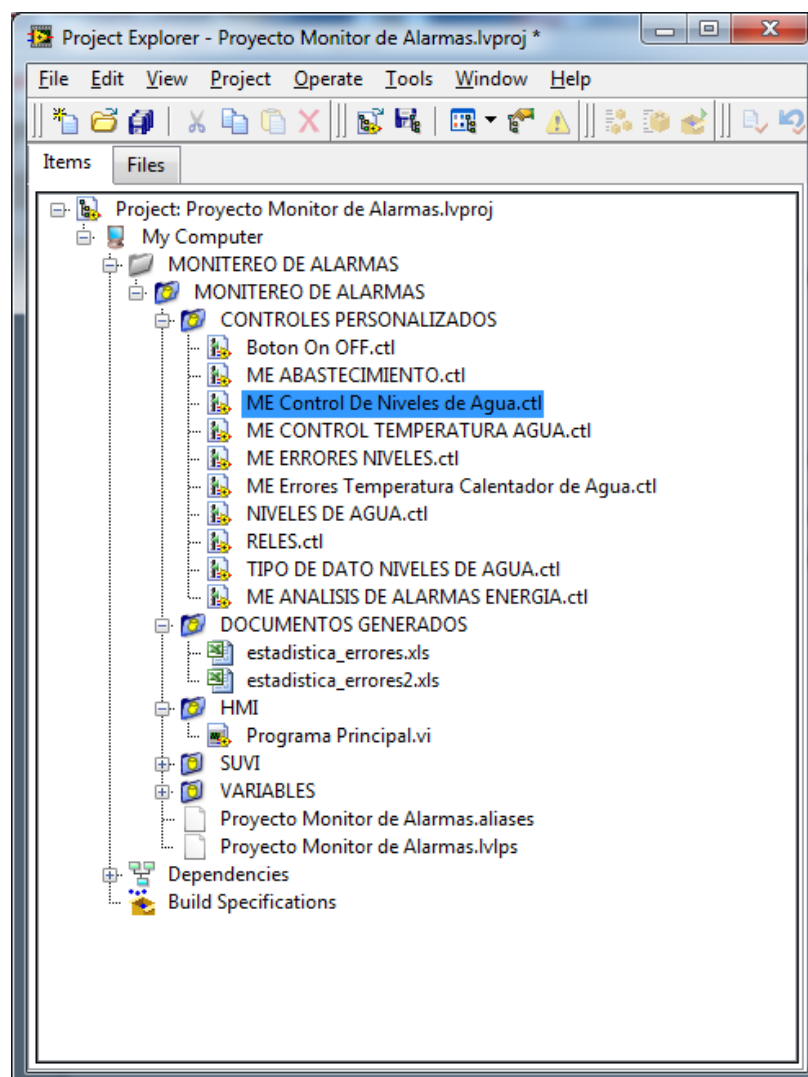 Project Explorer - Proyecto Monitor de Alarmas.lvproj *
File Edit View Project Operate Tools Window Help
Items Files
Project: Proyecto Monitor de Alarmas.lvproj
My Computer
MONITEREO DE ALARMAS
MONITEREO DE ALARMAS
CONTROLES PERSONALIZADOS
Boton On OFF.ctl
ME ABASTECIMIENTO.ctl
ME Control De Niveles de Agua.ctl
ME CONTROL TEMPERATURA AGUA.ctl
ME ERRORES NIVELES.ctl
ME Errores Temperatura Calentador de Agua.ctl
NIVELES DE AGUA.ctl
RELES.ctl
TIPO DE DATO NIVELES DE AGUA.ctl
ME ANALISIS DE ALARMAS ENERGIA.ctl
DOCUMENTOS GENERADOS
estadistica_errores.xls
estadistica_errores2.xls
HMI
Programa Principal.vi
SUVI
VARIABLES
Proyecto Monitor de Alarmas.aliases
Proyecto Monitor de Alarmas.lvlps
Dependencies
Build Specifications